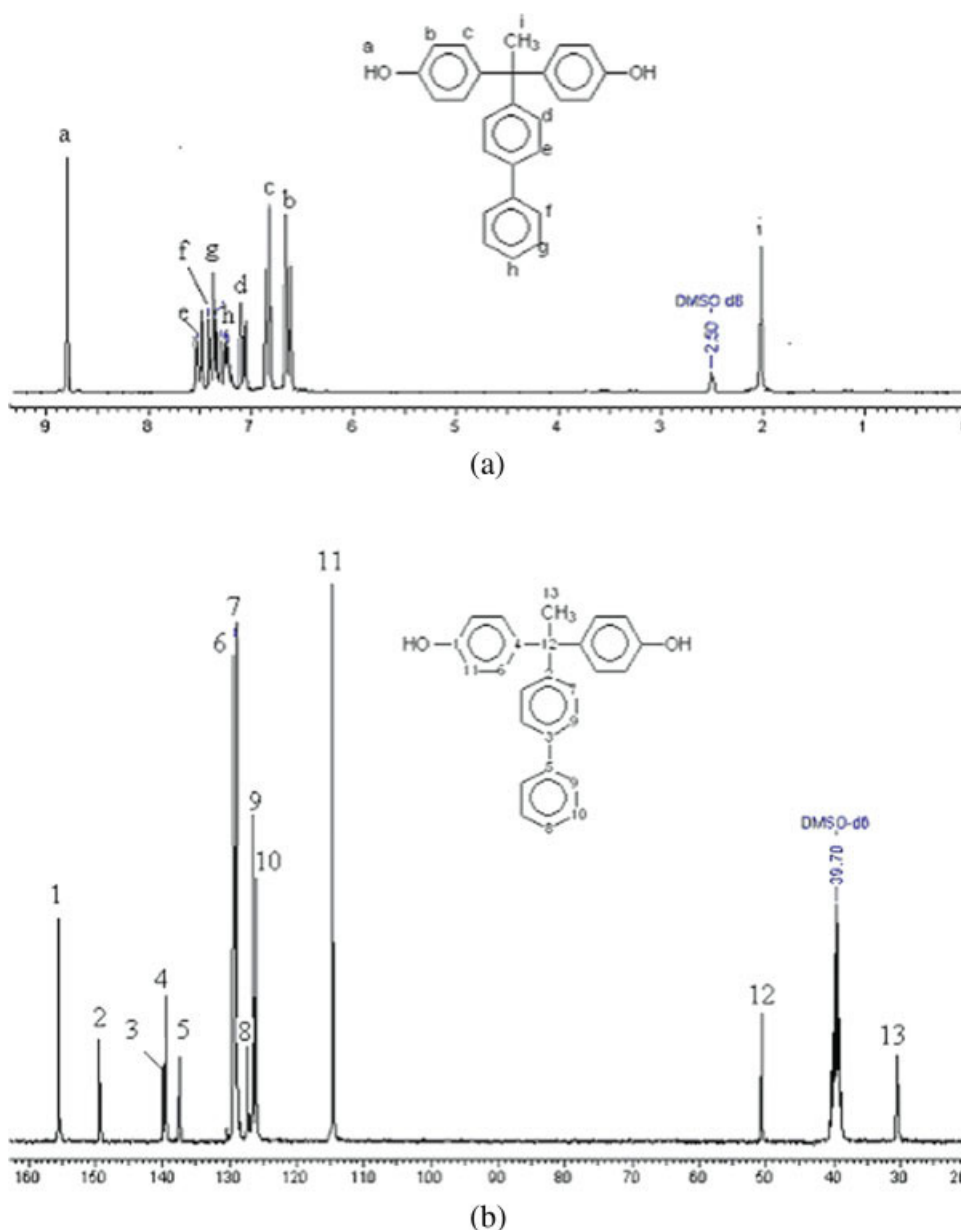 i
CH₃
a b c
HO OH
d
e
f
g
h
a
f
g
e
h
d
c
b
DMSO d6
2.50
i
9 8 7 6 5 4 3 2 1
(a)
13
CH₃
HO 1 4 12 OH
11 6
7
9
3
5
9
10
8
1
2
3
4
5
6
7
8
9
10
11
12
DMSO-d6
39.70
13
160 150 140 130 120 110 100 90 80 70 60 50 40 30 20
(b)